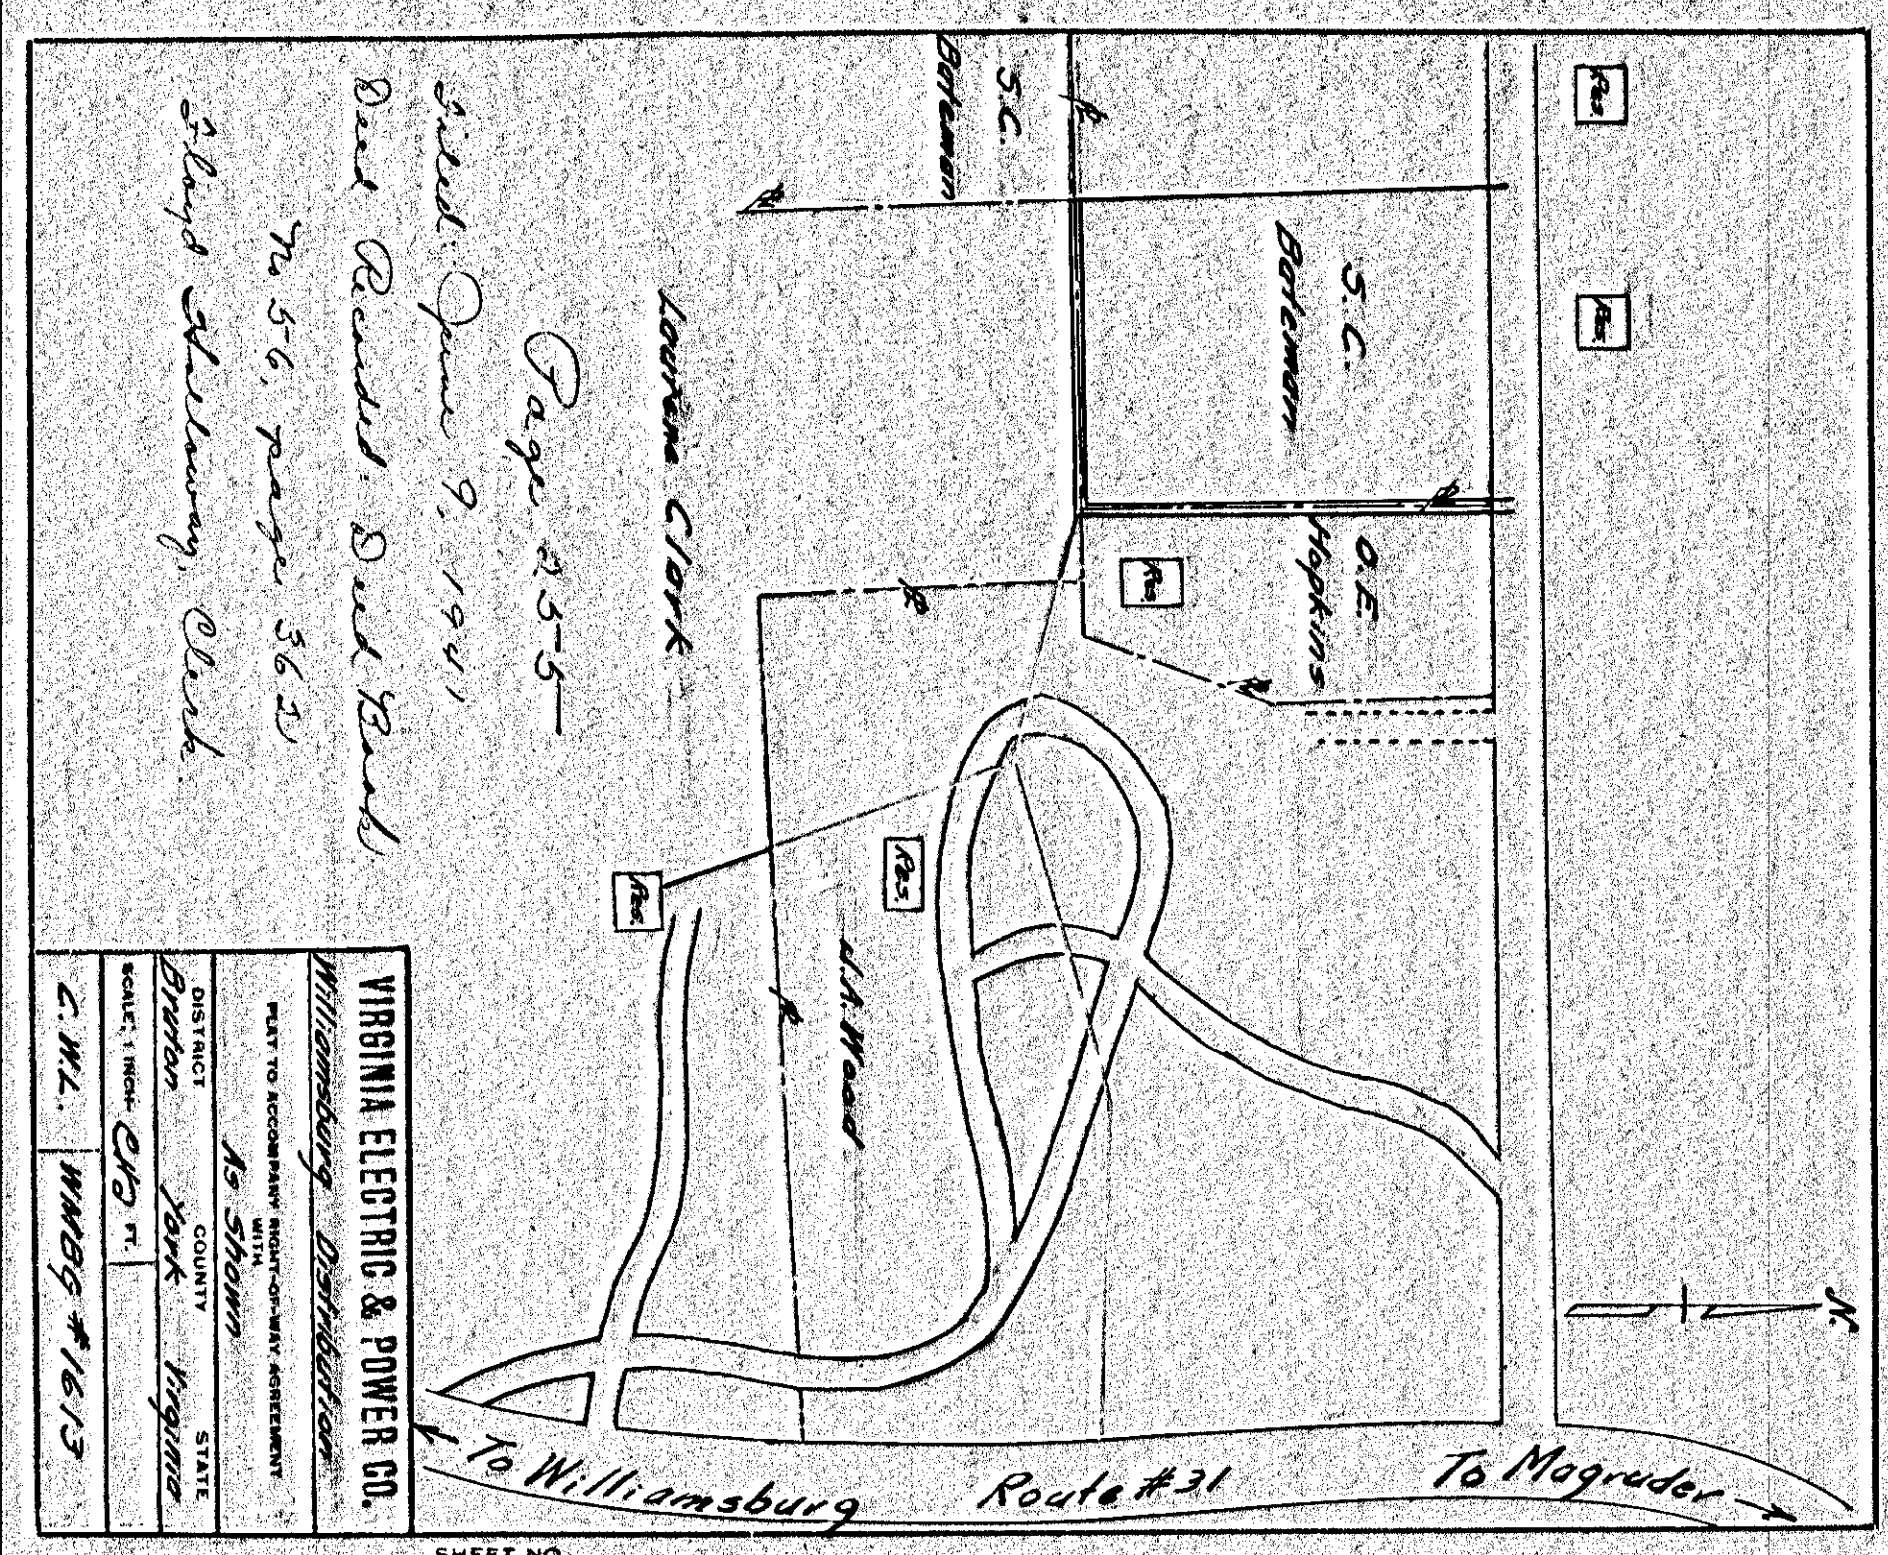 Res.
Res.
S.C.
Bateman
S.C.
Bateman
O.E.
Hopkins
Res.
Louxena Clark
Res.
J.A. Wood
Res.
N.
To Magruder
Route #31
To Williamsburg
Page 255
Filed: June 9, 1941
Deed Recorded: Deed Book
No 56, page 362
Floyd Holloway, Clerk.
VIRGINIA ELECTRIC & POWER CO.
Williamsburg Distribution
PLAT TO ACCOMPANY RIGHT-OF-WAY AGREEMENT
WITH
As Shown
DISTRICT COUNTY STATE
Bruton York Virginia
SCALE, 1 INCH= FT.
C.W.L. WMBG #1613
SHEET NO